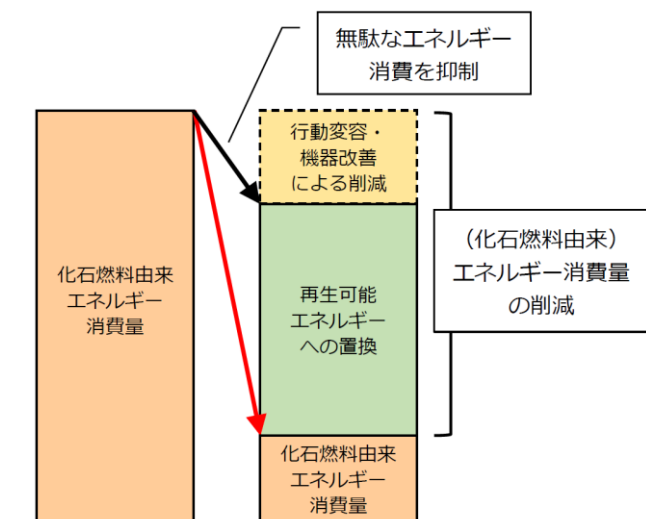 無駄なエネルギー
消費を抑制
化石燃料由来
エネルギー
消費量
行動変容・
機器改善
による削減
再生可能
エネルギー
への置換
化石燃料由来
エネルギー
消費量
（化石燃料由来）
エネルギー消費量
の削減